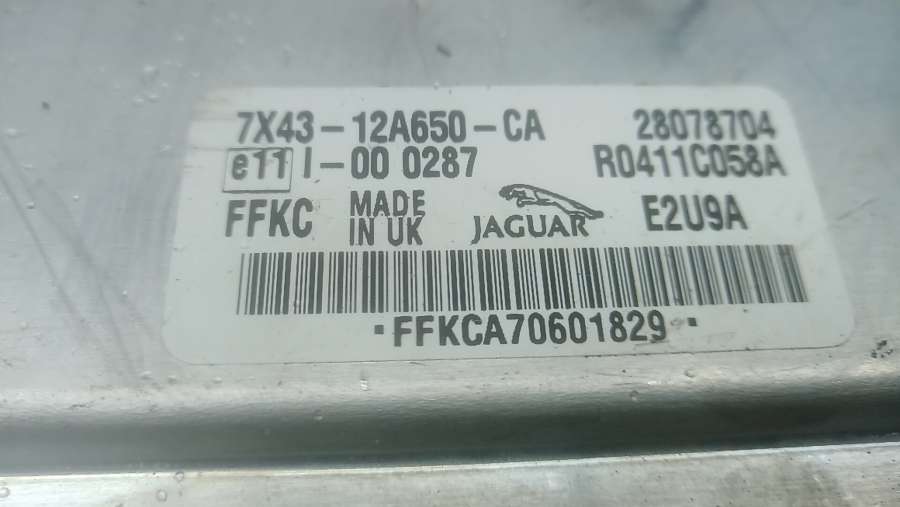 7X43-12A650-CA 28078704
e11 I-00 0287 R0411C058A
FFKC MADE IN UK JAGUAR E2U9A
·FFKCA70601829·